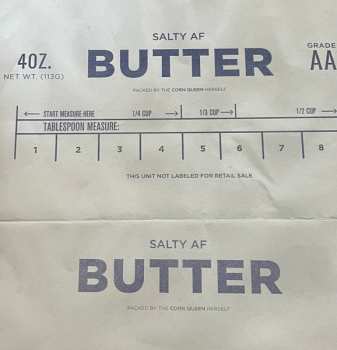 SALTY AF
4OZ.
NET WT. (113G)
BUTTER
GRADE
AA
PACKED BY THE CORN QUEEN HERSELF
START MEASURE HERE 1/4 CUP 1/3 CUP 1/2 CUP
TABLESPOON MEASURE:
1 2 3 4 5 6 7 8
THIS UNIT NOT LABELED FOR RETAIL SALE
SALTY AF
BUTTER
PACKED BY THE CORN QUEEN HERSELF